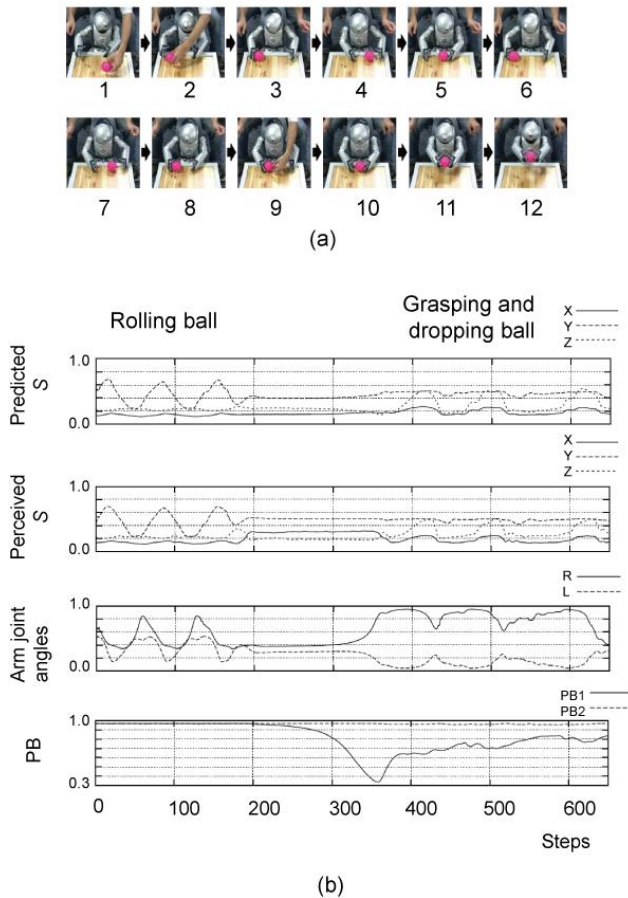 1 2 3 4 5 6
7 8 9 10 11 12
(a)
Rolling ball
Grasping and
dropping ball
X
Y
Z
Predicted
S
1.0
0.0
X
Y
Z
Perceived
S
1.0
0.0
R
L
Arm joint
angles
1.0
0.0
PB1
PB2
PB
1.0
0.3
0 100 200 300 400 500 600
Steps
(b)